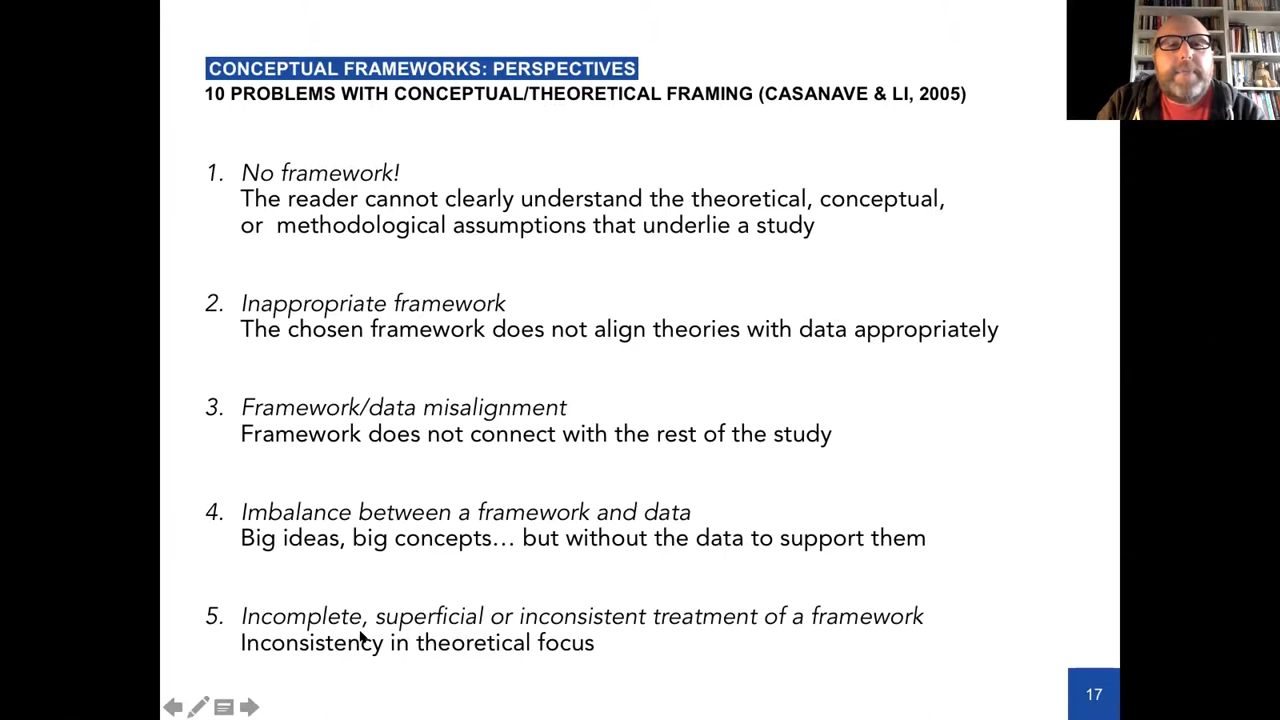 CONCEPTUAL FRAMEWORKS: PERSPECTIVES
10 PROBLEMS WITH CONCEPTUAL/THEORETICAL FRAMING (CASANAVE & LI, 2005)
1. No framework!
The reader cannot clearly understand the theoretical, conceptual,
or methodological assumptions that underlie a study
2. Inappropriate framework
The chosen framework does not align theories with data appropriately
3. Framework/data misalignment
Framework does not connect with the rest of the study
4. Imbalance between a framework and data
Big ideas, big concepts… but without the data to support them
5. Incomplete, superficial or inconsistent treatment of a framework
Inconsistency in theoretical focus
17